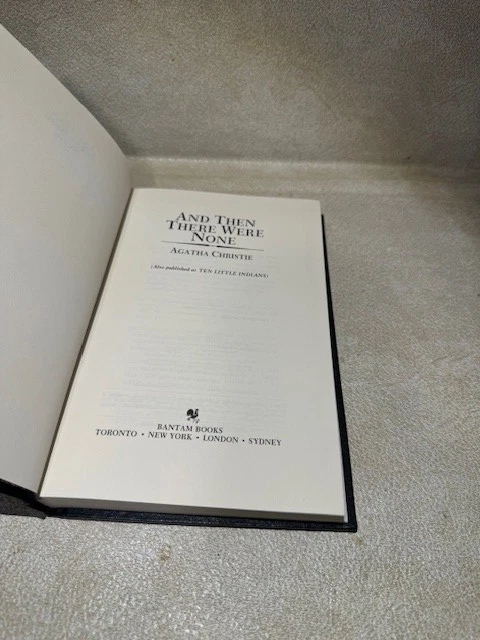 AND THEN
THERE WERE
NONE
AGATHA CHRISTIE
(Also published as TEN LITTLE INDIANS)
BANTAM BOOKS
TORONTO • NEW YORK • LONDON • SYDNEY